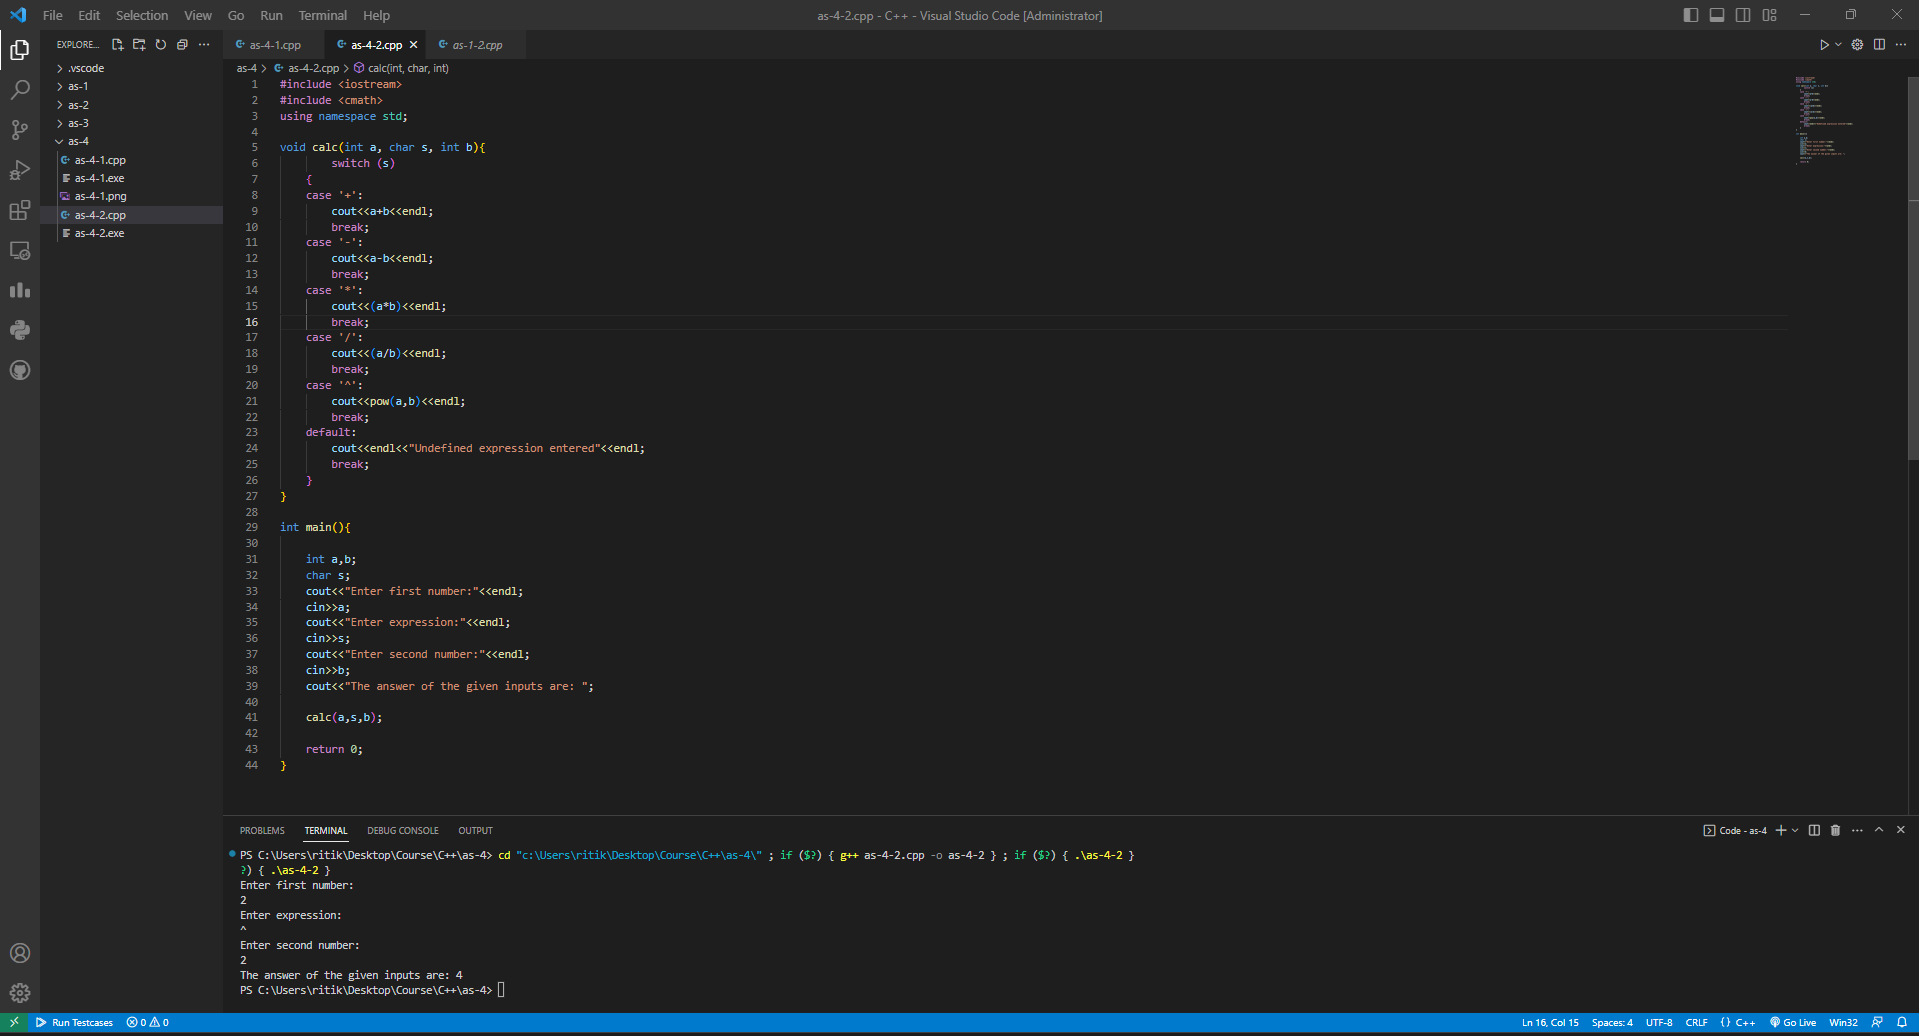 File Edit Selection View Go Run Terminal Help
as-4-2.cpp - C++ - Visual Studio Code [Administrator]
EXPLORE...
as-4-1.cpp
as-4-2.cpp
as-1-2.cpp
.vscode
as-1
as-2
as-3
as-4
as-4-1.cpp
as-4-1.exe
as-4-1.png
as-4-2.cpp
as-4-2.exe
as-4 > as-4-2.cpp > calc(int, char, int)
1 #include <iostream>
2 #include <cmath>
3 using namespace std;
4
5 void calc(int a, char s, int b){
6 switch (s)
7 {
8 case '+':
9 cout<<a+b<<endl;
10 break;
11 case '-':
12 cout<<a-b<<endl;
13 break;
14 case '*':
15 cout<<(a*b)<<endl;
16 break;
17 case '/':
18 cout<<(a/b)<<endl;
19 break;
20 case '^':
21 cout<<pow(a,b)<<endl;
22 break;
23 default:
24 cout<<endl<<"Undefined expression entered"<<endl;
25 break;
26 }
27 }
28
29 int main(){
30
31 int a,b;
32 char s;
33 cout<<"Enter first number:"<<endl;
34 cin>>a;
35 cout<<"Enter expression:"<<endl;
36 cin>>s;
37 cout<<"Enter second number:"<<endl;
38 cin>>b;
39 cout<<"The answer of the given inputs are: ";
40
41 calc(a,s,b);
42
43 return 0;
44 }
PROBLEMS TERMINAL DEBUG CONSOLE OUTPUT
Code - as-4
PS C:\Users\ritik\Desktop\Course\C++\as-4> cd "c:\Users\ritik\Desktop\Course\C++\as-4\" ; if ($?) { g++ as-4-2.cpp -o as-4-2 } ; if ($?) { .\as-4-2 }
?) { .\as-4-2 }
Enter first number:
2
Enter expression:
^
Enter second number:
2
The answer of the given inputs are: 4
PS C:\Users\ritik\Desktop\Course\C++\as-4>
Run Testcases 0 0
Ln 16, Col 15 Spaces: 4 UTF-8 CRLF {} C++ Go Live Win32